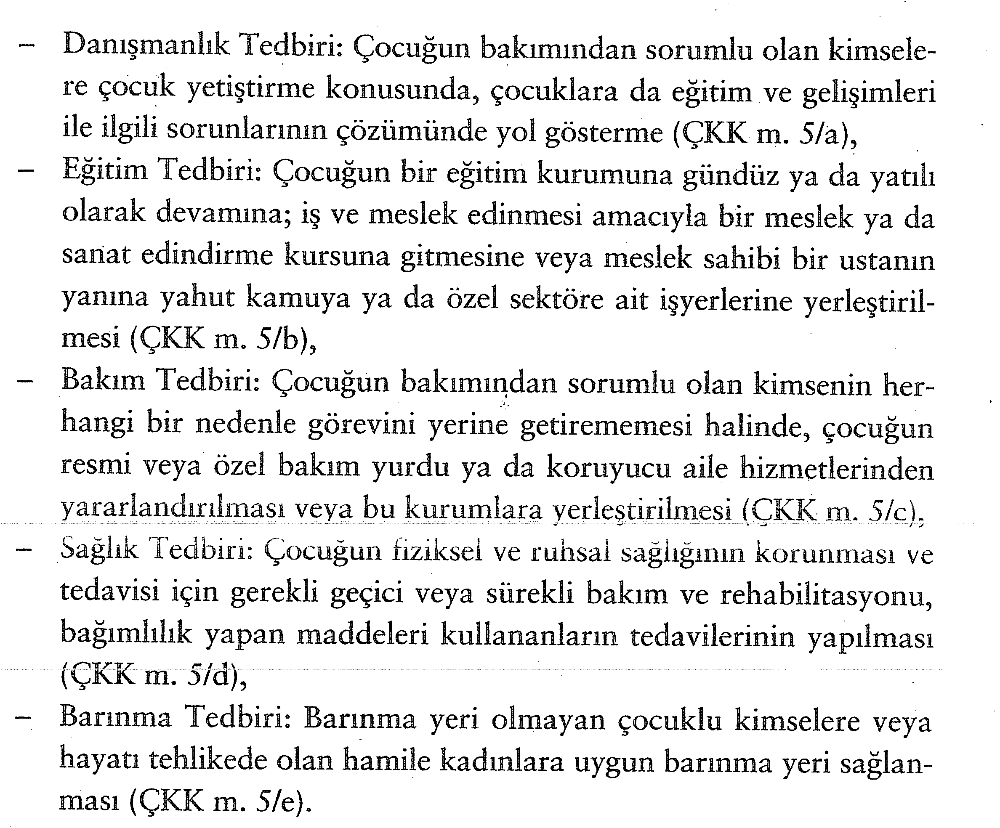 – Danışmanlık Tedbiri: Çocuğun bakımından sorumlu olan kimsele-
re çocuk yetiştirme konusunda, çocuklara da eğitim ve gelişimleri
ile ilgili sorunlarının çözümünde yol gösterme (ÇKK m. 5/a),
– Eğitim Tedbiri: Çocuğun bir eğitim kurumuna gündüz ya da yatılı
olarak devamına; iş ve meslek edinmesi amacıyla bir meslek ya da
sanat edindirme kursuna gitmesine veya meslek sahibi bir ustanın
yanına yahut kamuya ya da özel sektöre ait işyerlerine yerleştiril-
mesi (ÇKK m. 5/b),
– Bakım Tedbiri: Çocuğun bakımından sorumlu olan kimsenin her-
hangi bir nedenle görevini yerine getirememesi halinde, çocuğun
resmi veya özel bakım yurdu ya da koruyucu aile hizmetlerinden
yararlandırılması veya bu kurumlara yerleştirilmesi (ÇKK m. 5/c),
– Sağlık Tedbiri: Çocuğun fiziksel ve ruhsal sağlığının korunması ve
tedavisi için gerekli geçici veya sürekli bakım ve rehabilitasyonu,
bağımlılık yapan maddeleri kullananların tedavilerinin yapılması
(ÇKK m. 5/d),
– Barınma Tedbiri: Barınma yeri olmayan çocuklu kimselere veya
hayatı tehlikede olan hamile kadınlara uygun barınma yeri sağlan-
ması (ÇKK m. 5/e).